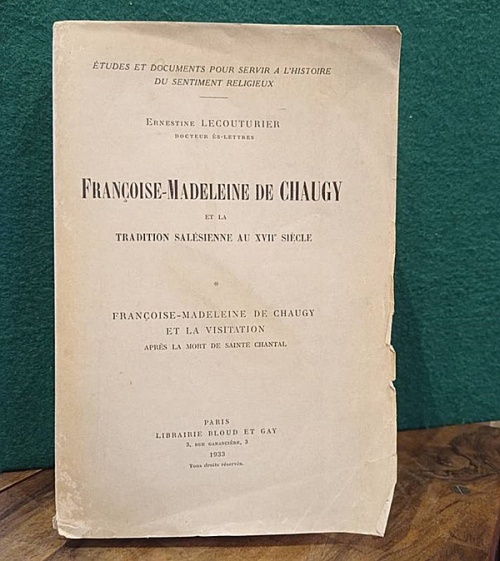 ÉTUDES ET DOCUMENTS POUR SERVIR A L'HISTOIRE
DU SENTIMENT RELIGIEUX
ERNESTINE LECOUTURIER
DOCTEUR ÈS-LETTRES
FRANÇOISE-MADELEINE DE CHAUGY
ET LA
TRADITION SALÉSIENNE AU XVIIe SIÈCLE
*
FRANÇOISE-MADELEINE DE CHAUGY
ET LA VISITATION
APRÈS LA MORT DE SAINTE CHANTAL
PARIS
LIBRAIRIE BLOUD ET GAY
3, RUE GARANCIÈRE, 3
1933
Tous droits réservés.